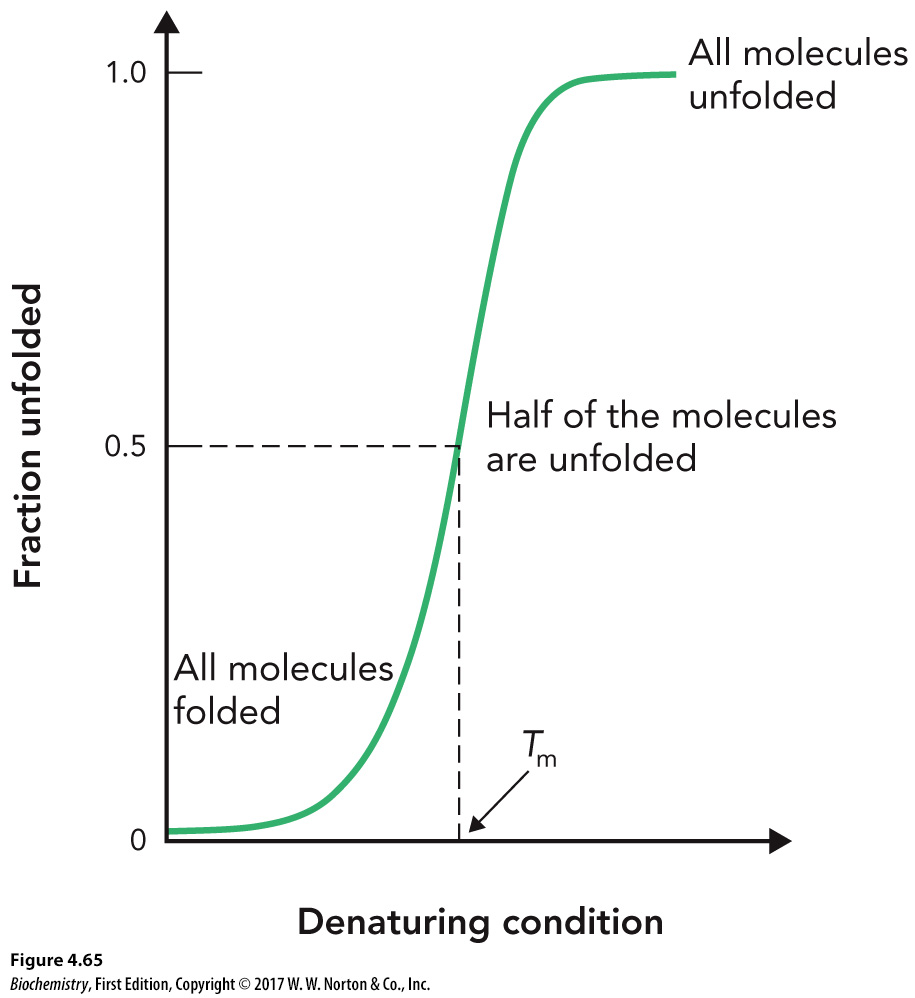 1.0
All molecules
unfolded
Fraction unfolded
0.5
Half of the molecules
are unfolded
All molecules
folded
Tm
0
Denaturing condition
Figure 4.65
Biochemistry, First Edition, Copyright © 2017 W. W. Norton & Co., Inc.